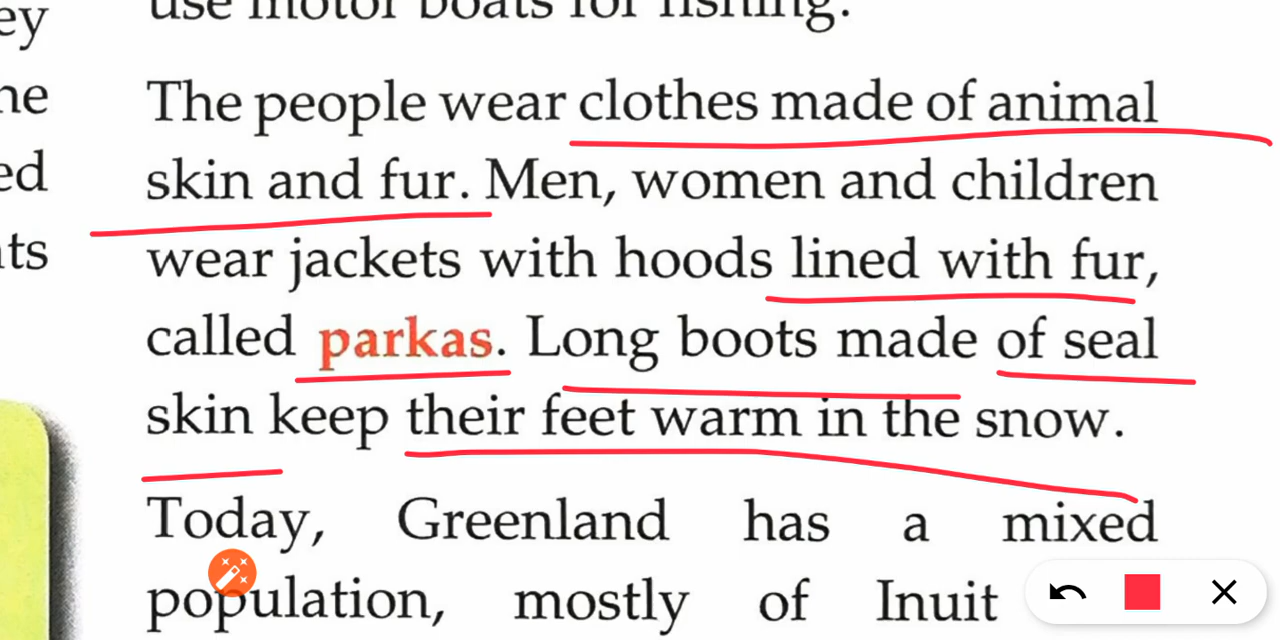 use motor boats for fishing.
The people wear clothes made of animal
skin and fur. Men, women and children
wear jackets with hoods lined with fur,
called parkas. Long boots made of seal
skin keep their feet warm in the snow.
Today, Greenland has a mixed
population, mostly of Inuit